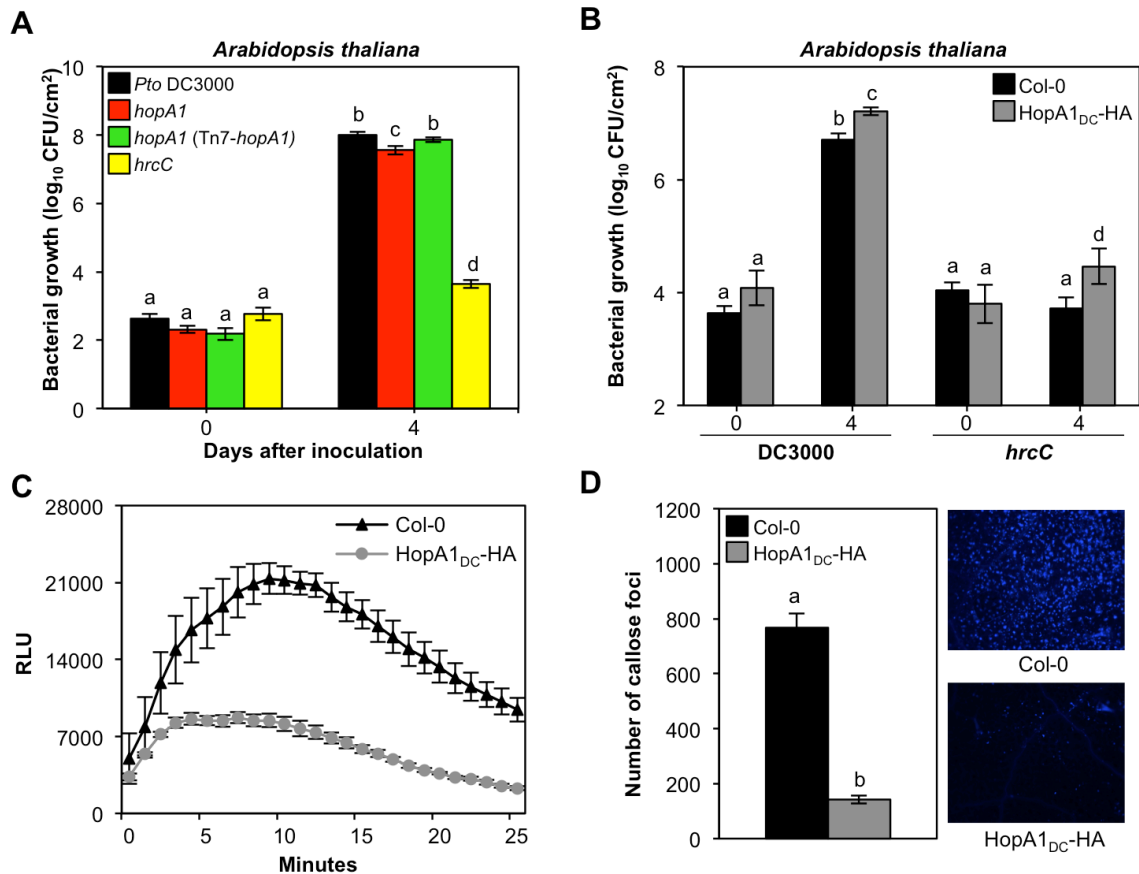 A
Arabidopsis thaliana
Bacterial growth (log10 CFU/cm2)
10
8
6
4
2
0
Pto DC3000
hopA1
hopA1 (Tn7-hopA1)
hrcC
a
a
a
a
b
c
b
d
0
4
Days after inoculation
B
Arabidopsis thaliana
Bacterial growth (log10 CFU/cm2)
8
6
4
2
Col-0
HopA1DC-HA
a
a
b
c
a
a
a
d
0
4
0
4
DC3000
hrcC
C
RLU
28000
21000
14000
7000
0
Col-0
HopA1DC-HA
0
5
10
15
20
25
Minutes
D
Number of callose foci
1200
1000
800
600
400
200
0
Col-0
HopA1DC-HA
a
b
Col-0
HopA1DC-HA